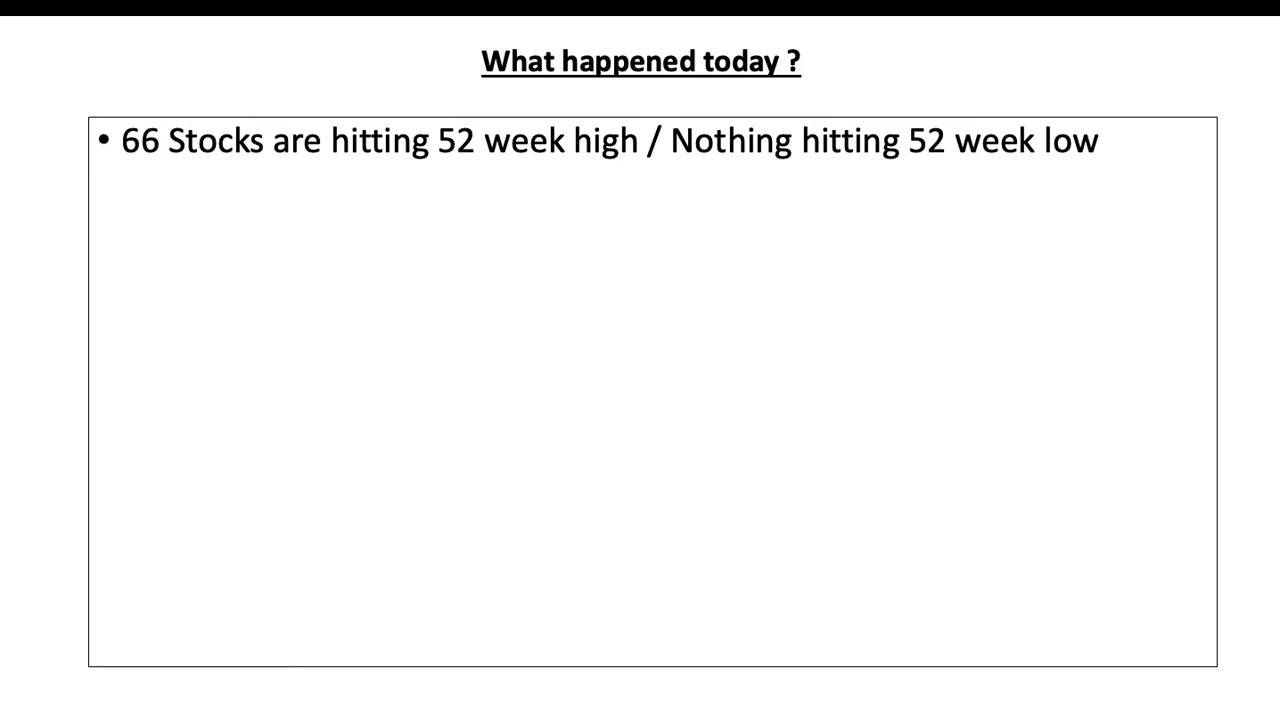 What happened today ?
• 66 Stocks are hitting 52 week high / Nothing hitting 52 week low